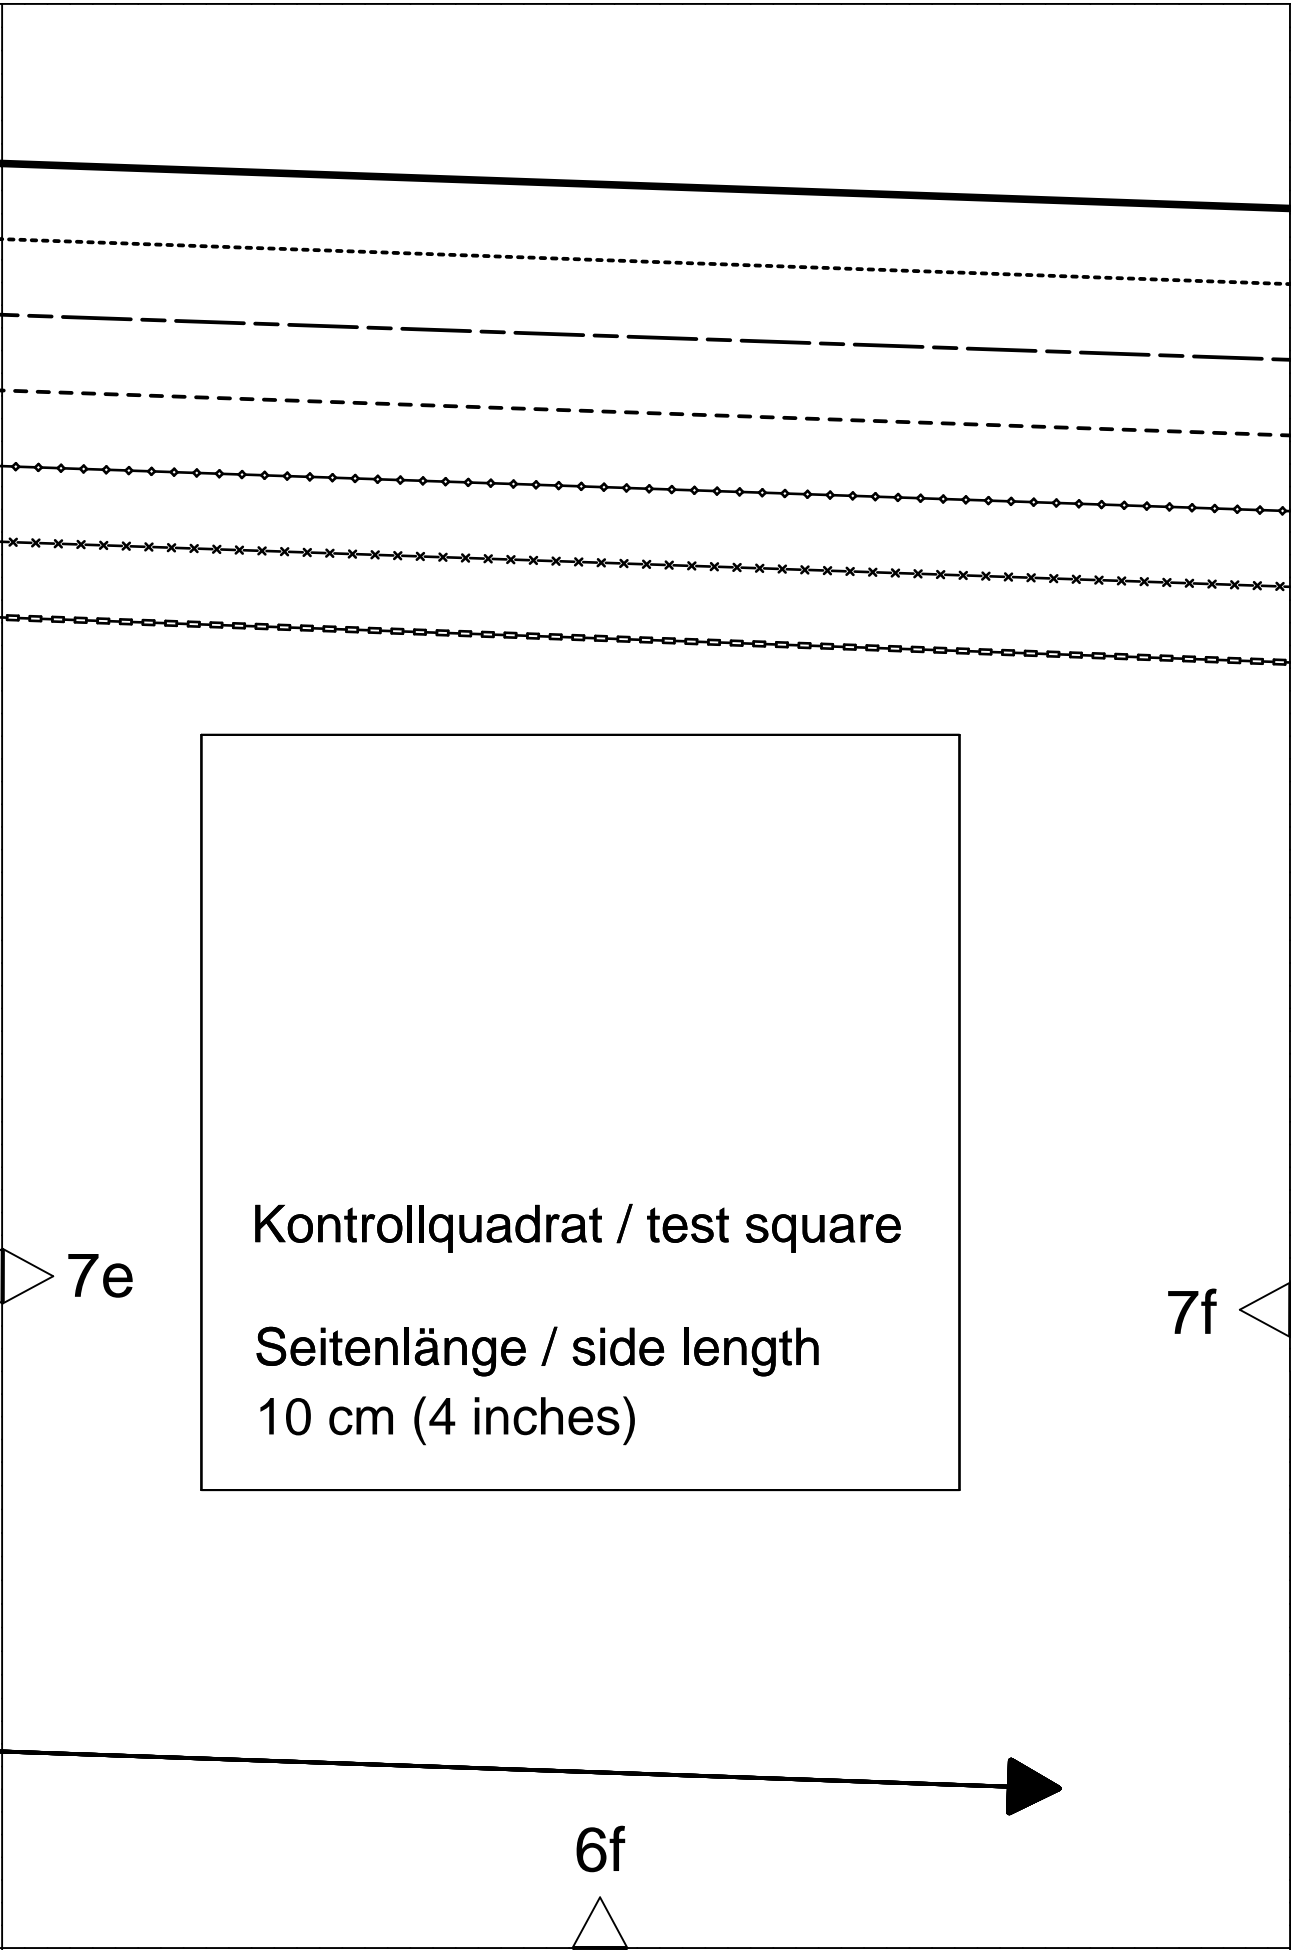 Kontrollquadrat / test square
7e
7f
Seitenlänge / side length
10 cm (4 inches)
6f